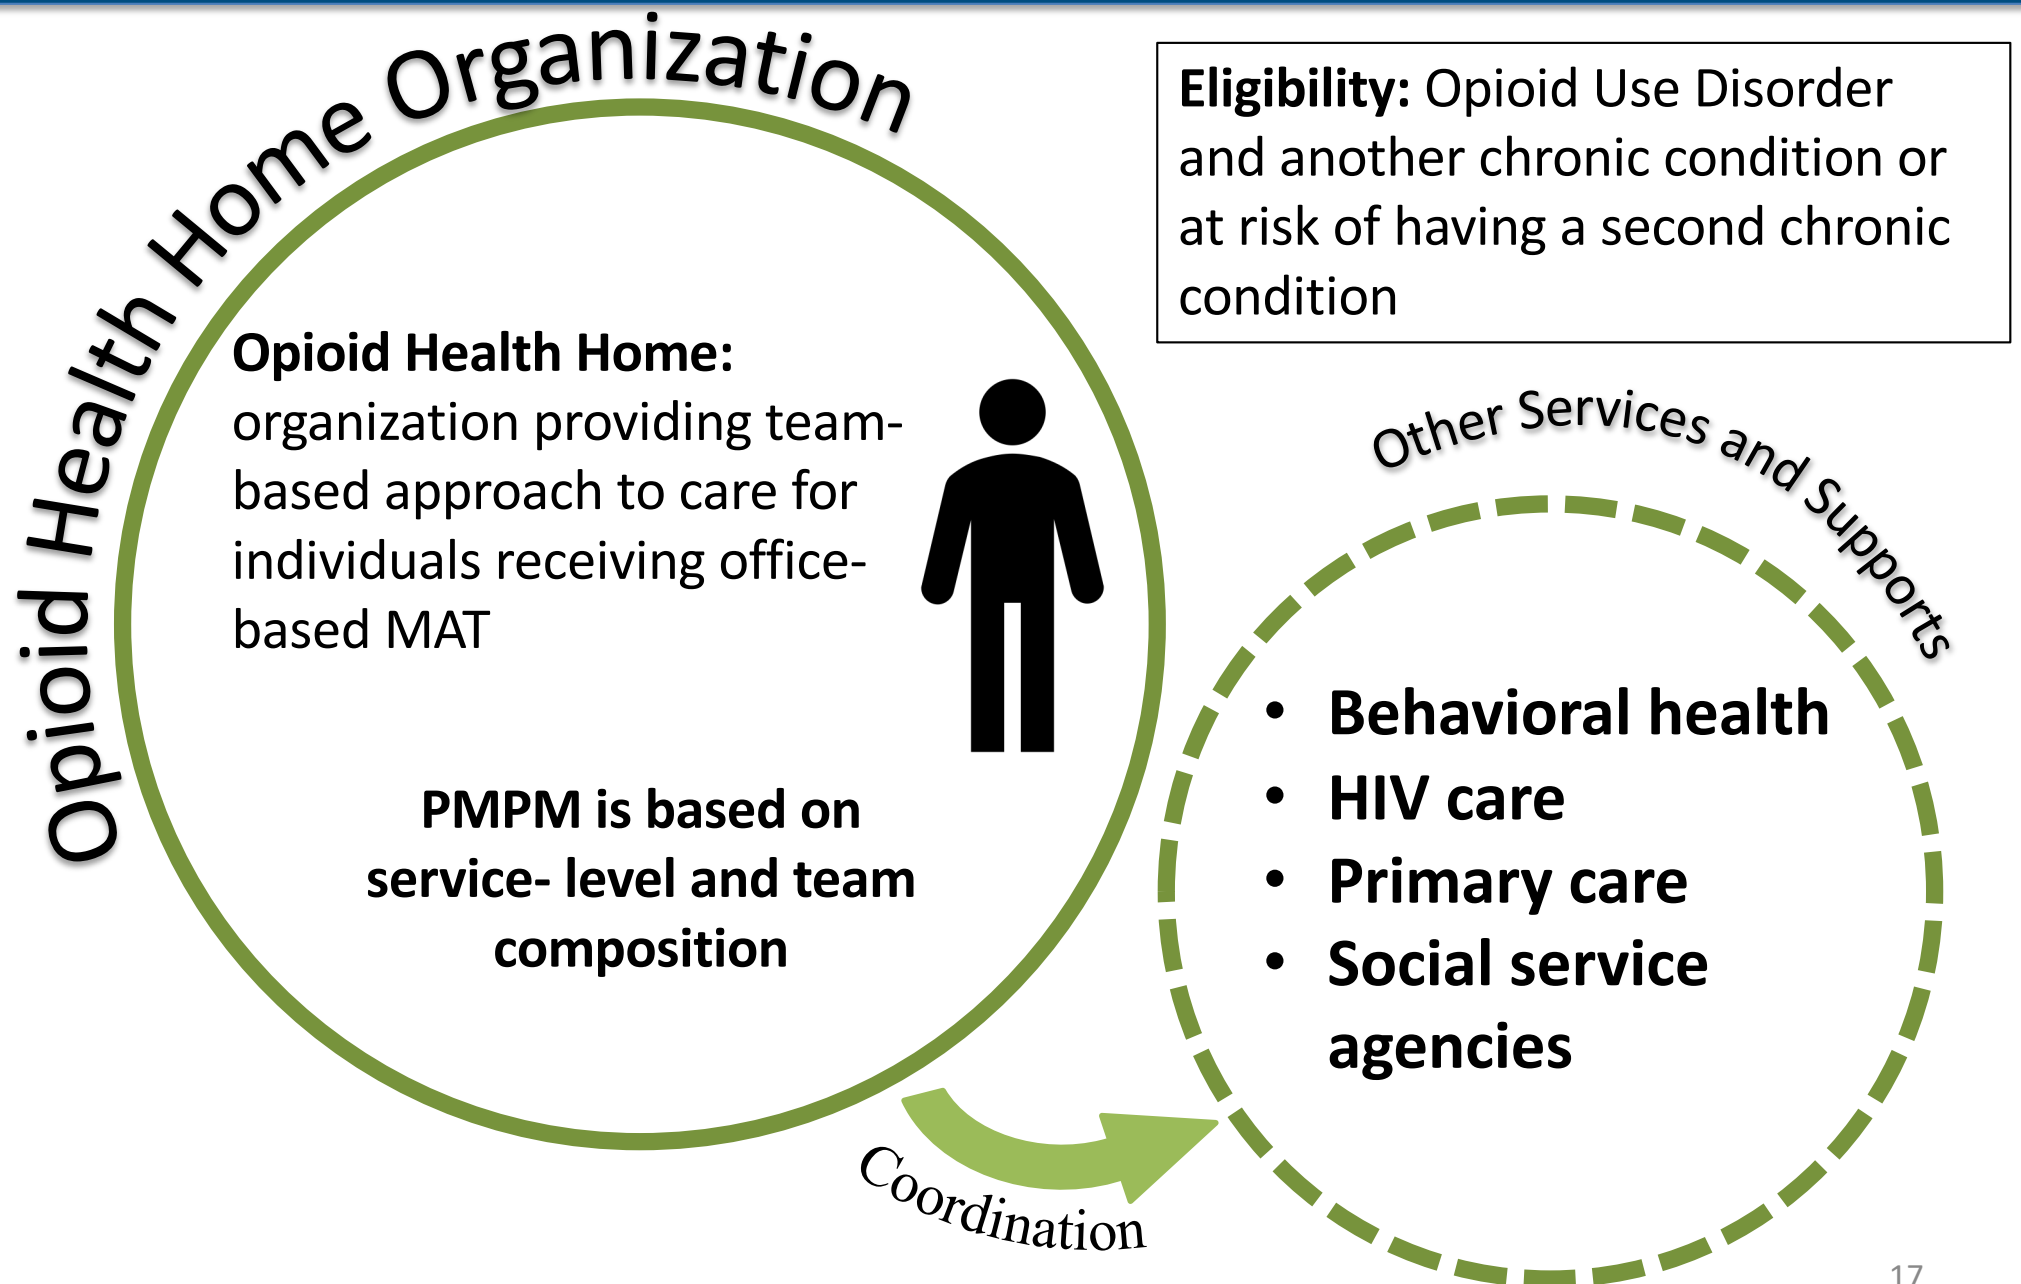 Opioid Health Home Organization
Eligibility: Opioid Use Disorder
and another chronic condition or
at risk of having a second chronic
condition
Opioid Health Home:
organization providing team-
based approach to care for
individuals receiving office-
based MAT
PMPM is based on
service- level and team
composition
Other Services and Supports
• Behavioral health
• HIV care
• Primary care
• Social service
agencies
Coordination
17